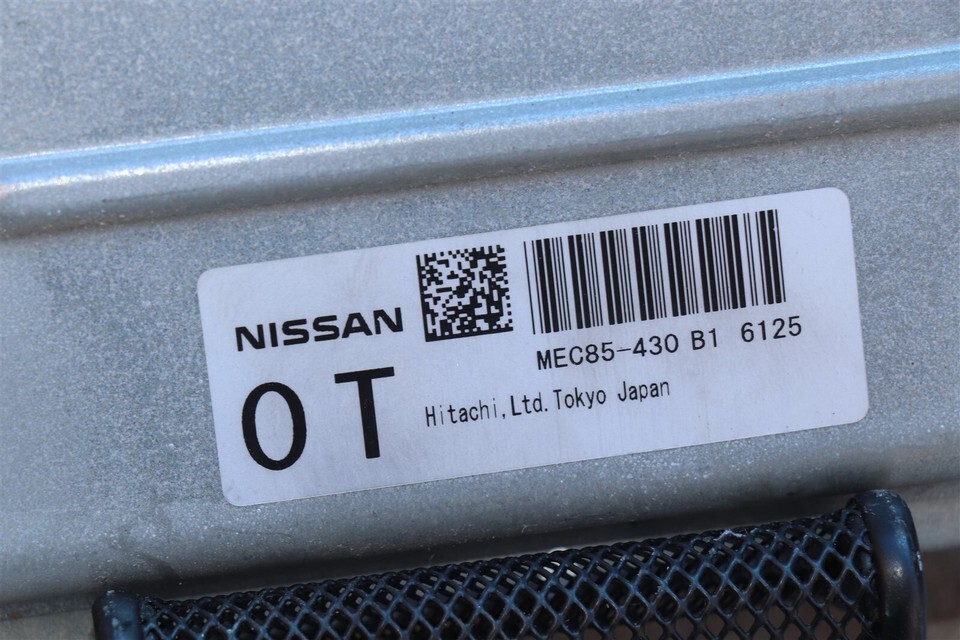 NISSAN
MEC85-430 B1 6125
0T
Hitachi,Ltd.Tokyo Japan